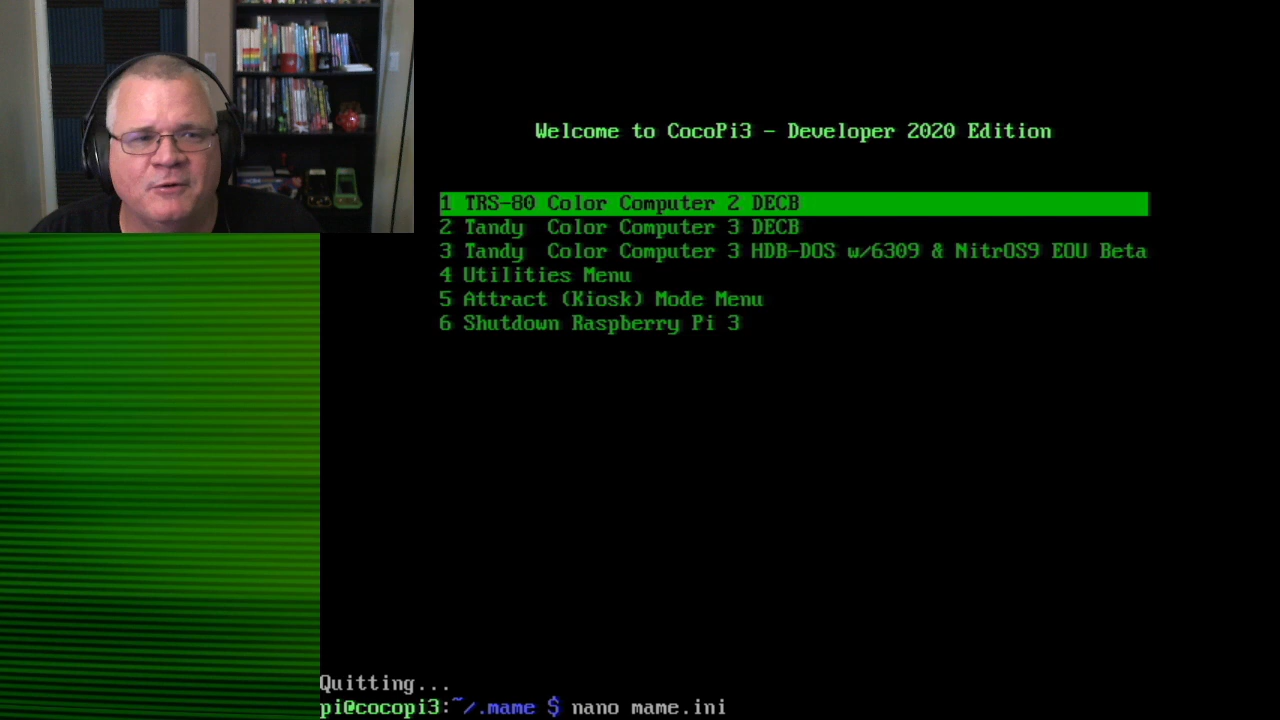 Welcome to CocoPi3 - Developer 2020 Edition
1 TRS-80 Color Computer 2 DECB
2 Tandy  Color Computer 3 DECB
3 Tandy  Color Computer 3 HDB-DOS w/6309 & NitrOS9 EOU Beta
4 Utilities Menu
5 Attract (Kiosk) Mode Menu
6 Shutdown Raspberry Pi 3
Quitting...
pi@cocopi3:~/.mame $ nano mame.ini